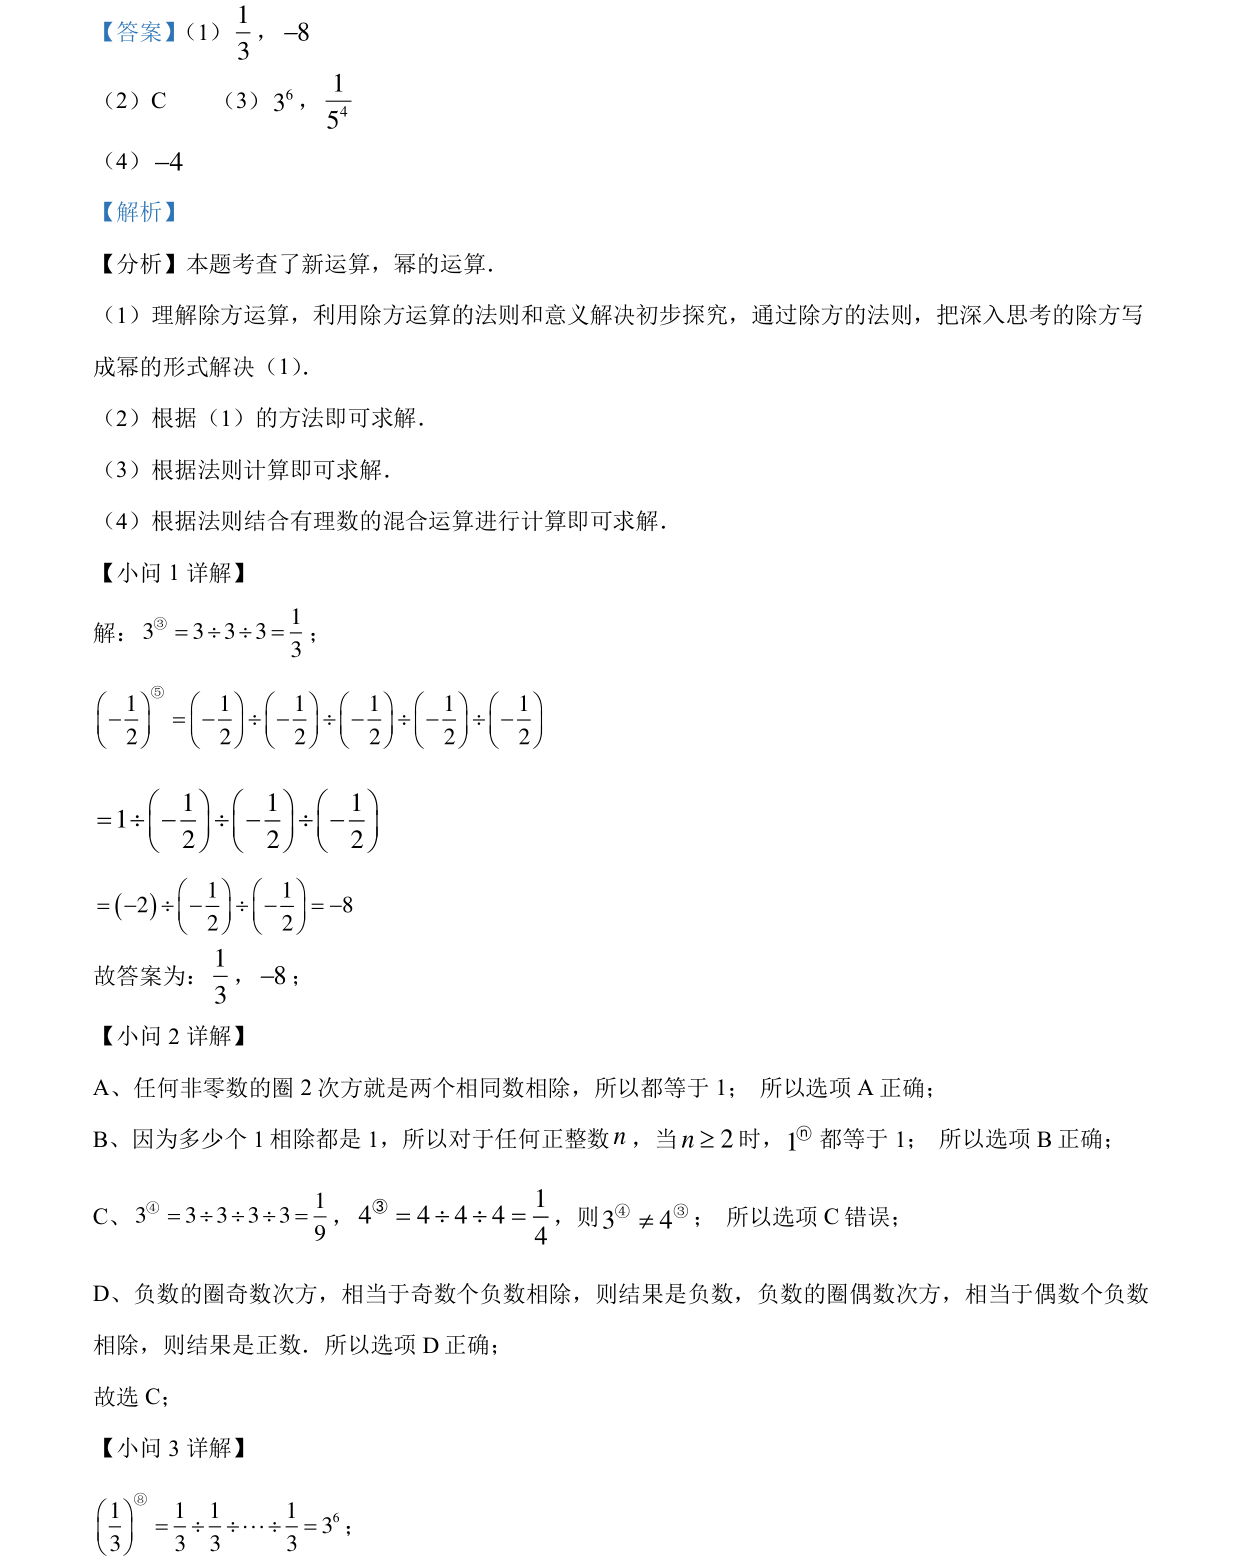 【答案】（1）1/3，−8
（2）C （3）3⁶，1/5⁴
（4）−4
【解析】
【分析】本题考查了新运算，幂的运算．
（1）理解除方运算，利用除方运算的法则和意义解决初步探究，通过除方的法则，把深入思考的除方写
成幂的形式解决（1）．
（2）根据（1）的方法即可求解．
（3）根据法则计算即可求解．
（4）根据法则结合有理数的混合运算进行计算即可求解．
【小问 1 详解】
解：3^③ = 3÷3÷3 = 1/3；
(−1/2)^⑤ = (−1/2)÷(−1/2)÷(−1/2)÷(−1/2)÷(−1/2)
= 1÷(−1/2)÷(−1/2)÷(−1/2)
= (−2)÷(−1/2)÷(−1/2) = −8
故答案为：1/3，−8；
【小问 2 详解】
A、任何非零数的圈 2 次方就是两个相同数相除，所以都等于 1； 所以选项 A 正确；
B、因为多少个 1 相除都是 1，所以对于任何正整数 n，当 n ≥ 2 时，1^ⓝ 都等于 1； 所以选项 B 正确；
C、3^④ = 3÷3÷3÷3 = 1/9，4^③ = 4÷4÷4 = 1/4，则 3^④ ≠ 4^③； 所以选项 C 错误；
D、负数的圈奇数次方，相当于奇数个负数相除，则结果是负数，负数的圈偶数次方，相当于偶数个负数
相除，则结果是正数．所以选项 D 正确；
故选 C；
【小问 3 详解】
(1/3)^⑧ = 1/3÷1/3÷⋯÷1/3 = 3⁶；